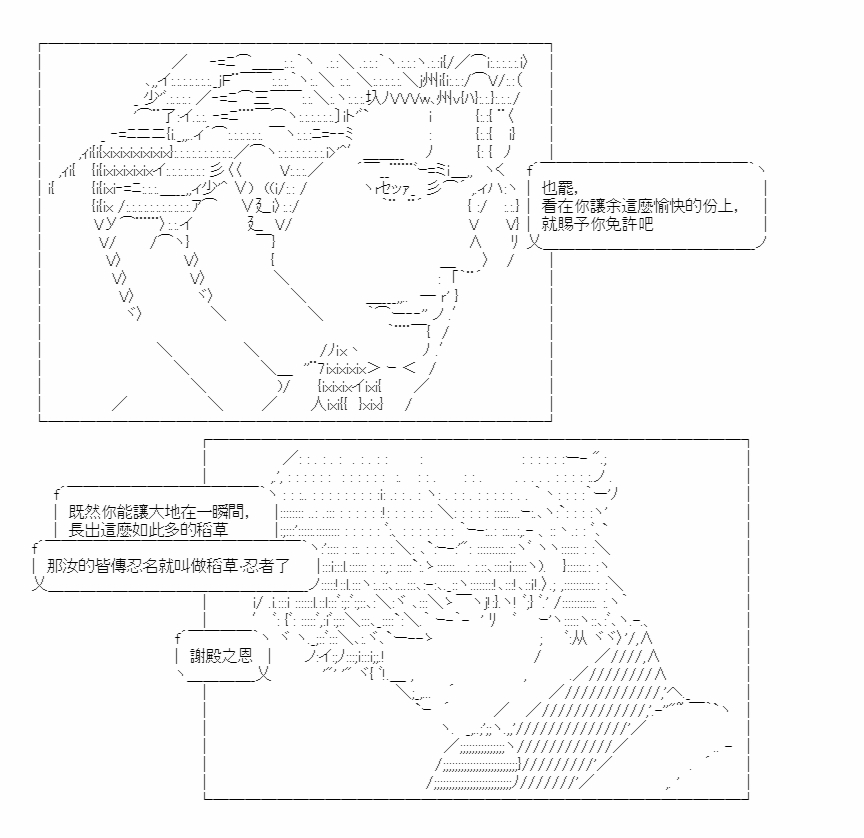 也罷,
看在你讓余這麼愉快的份上,
就賜予你免許吧
既然你能讓大地在一瞬間,
長出這麼如此多的稻草
那汝的皆傳忍名就叫做稻草·忍者了
謝殿之恩